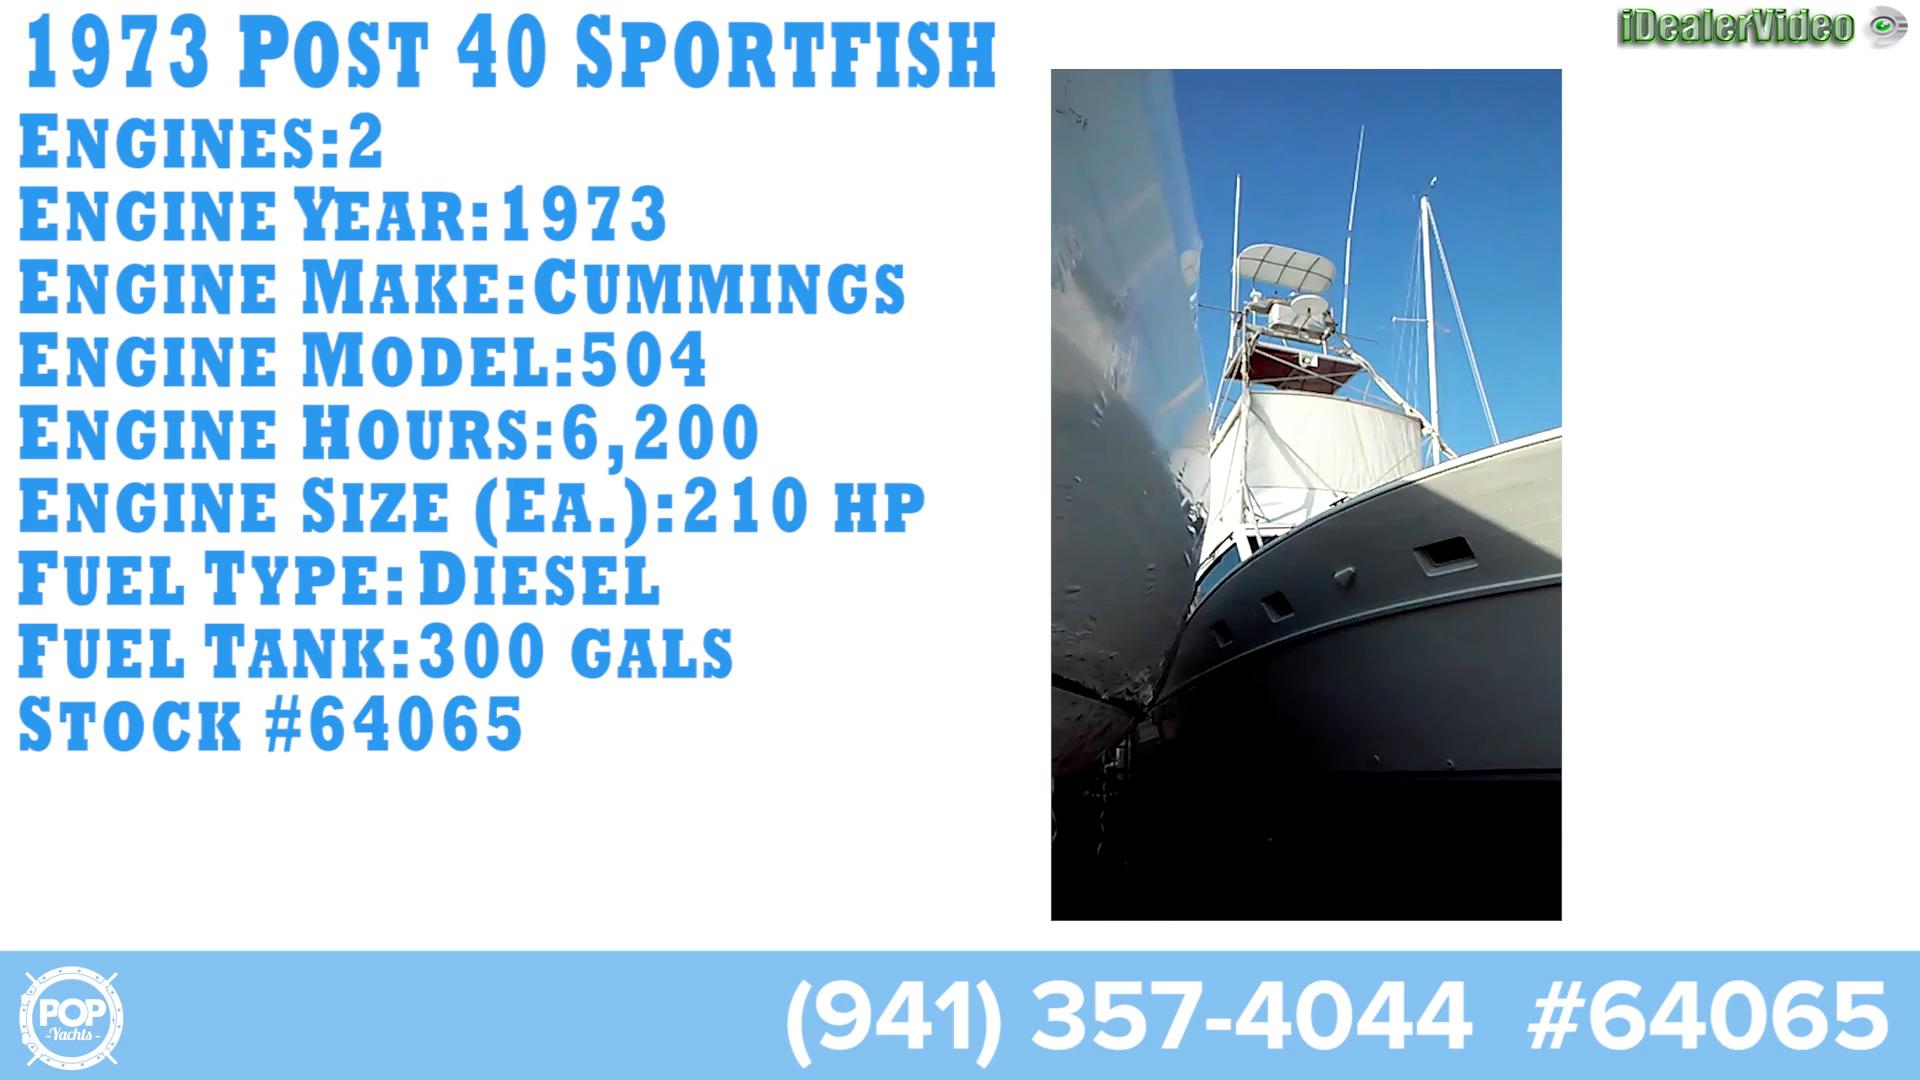 1973 Post 40 Sportfish
iDealerVideo
Engines:2
Engine Year:1973
Engine Make:Cummings
Engine Model:504
Engine Hours:6,200
Engine Size (Ea.):210 HP
Fuel Type:Diesel
Fuel Tank:300 gals
Stock #64065
POP
-Yachts-
(941) 357-4044 #64065